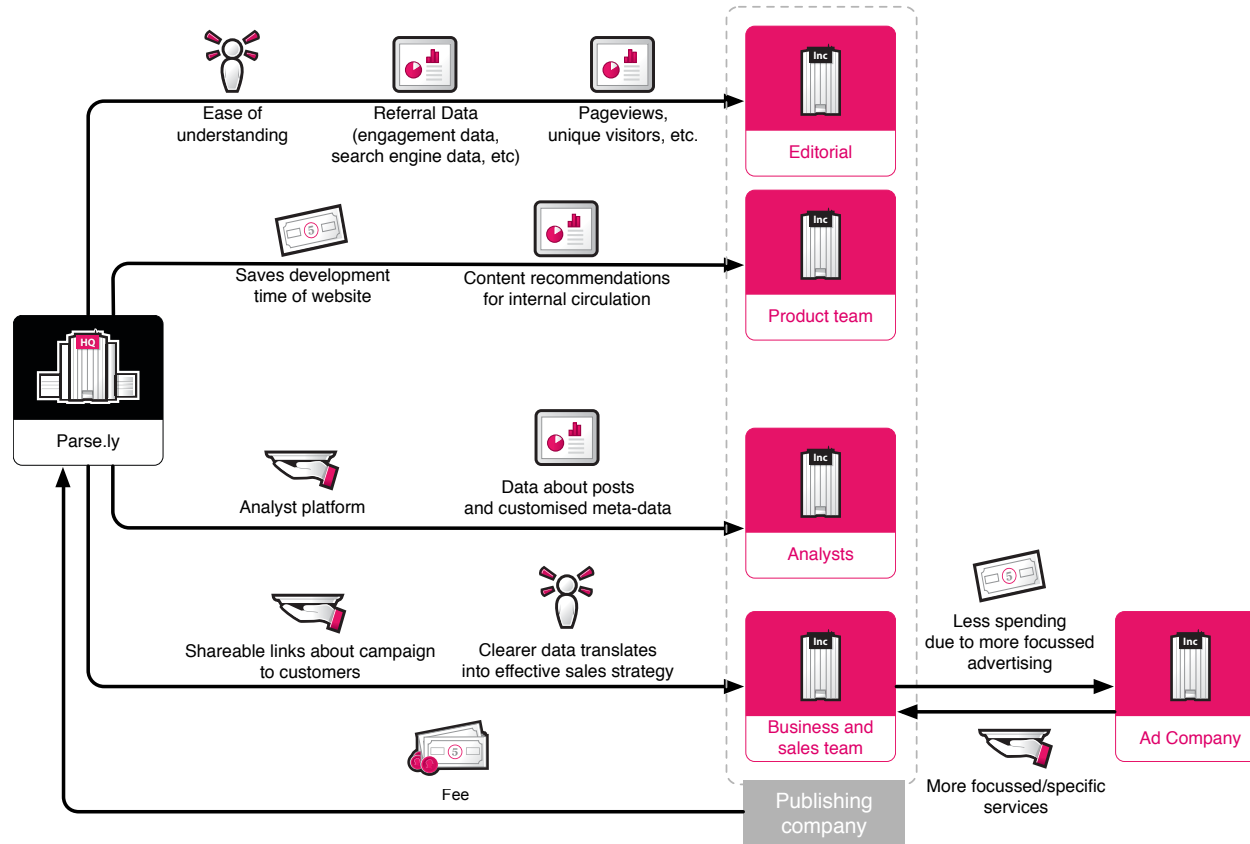 Inc
Ease of
understanding
Referral Data
(engagement data,
search engine data, etc)
Pageviews,
unique visitors, etc.
Editorial
5
Inc
Saves development
time of website
Content recommendations
for internal circulation
Product team
HQ
Parse.ly
Inc
Analyst platform
Data about posts
and customised meta-data
Analysts
5
Inc
Inc
Shareable links about campaign
to customers
Clearer data translates
into effective sales strategy
Less spending
due to more focussed
advertising
Business and
sales team
Ad Company
5
Fee
More focussed/specific
services
Publishing
company